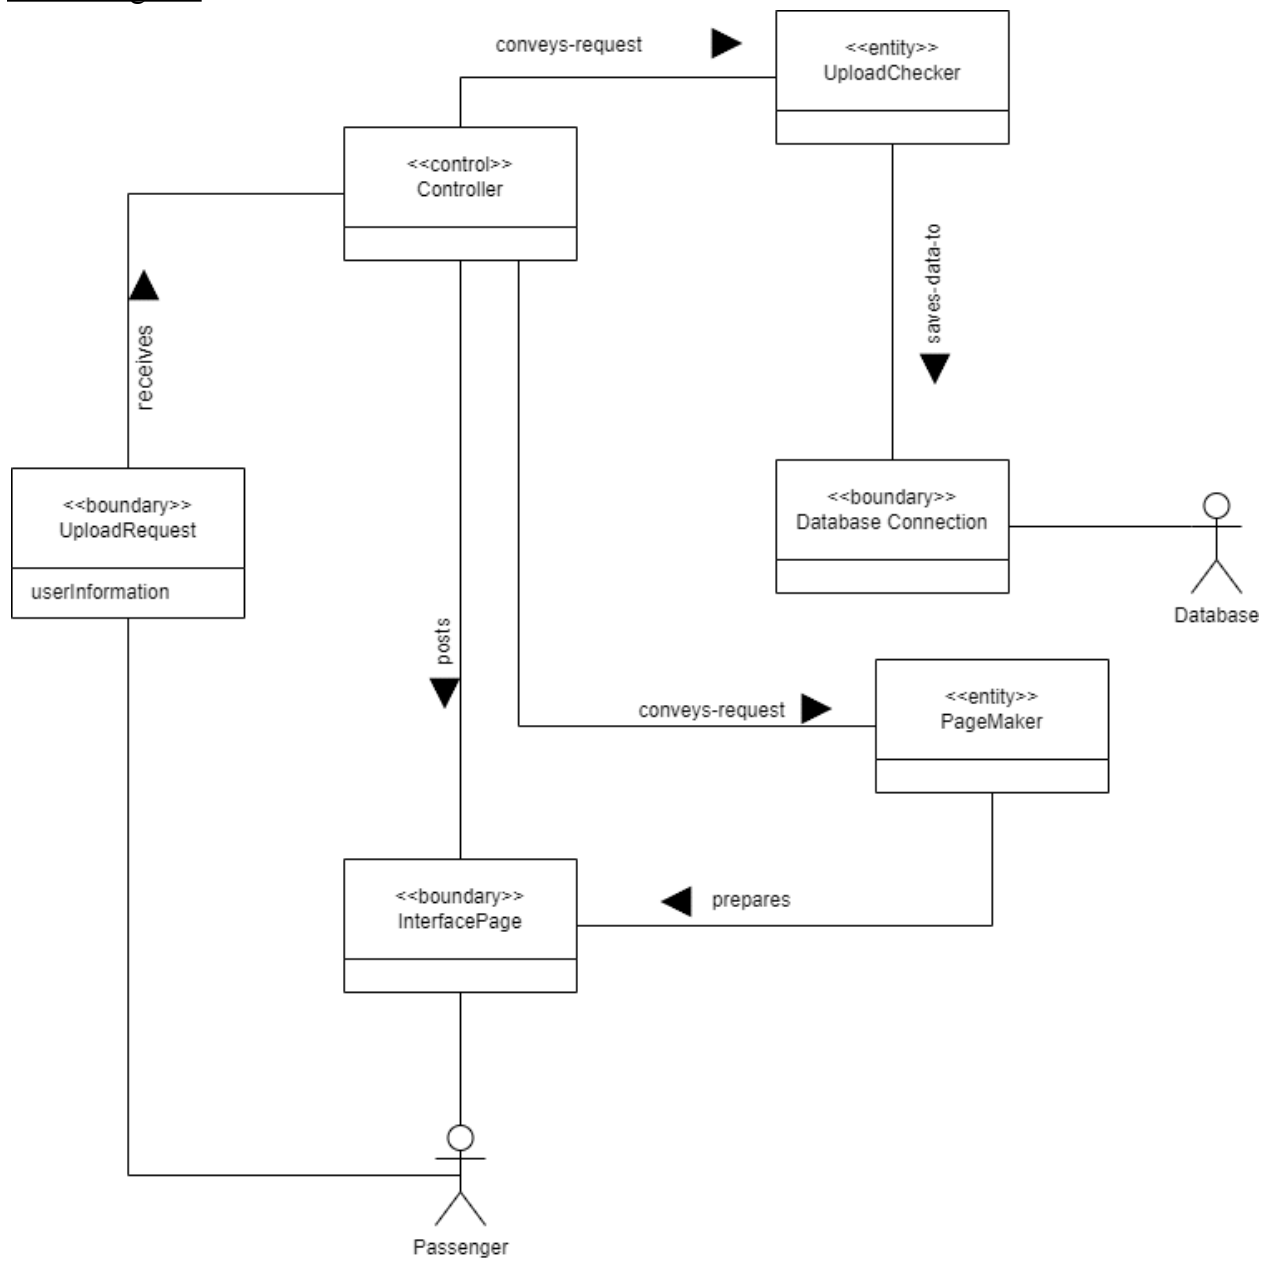 conveys-request
<<entity>>
UploadChecker
<<control>>
Controller
saves-data-to
receives
<<boundary>>
UploadRequest
userInformation
<<boundary>>
Database Connection
Database
posts
<<entity>>
PageMaker
conveys-request
<<boundary>>
InterfacePage
prepares
Passenger